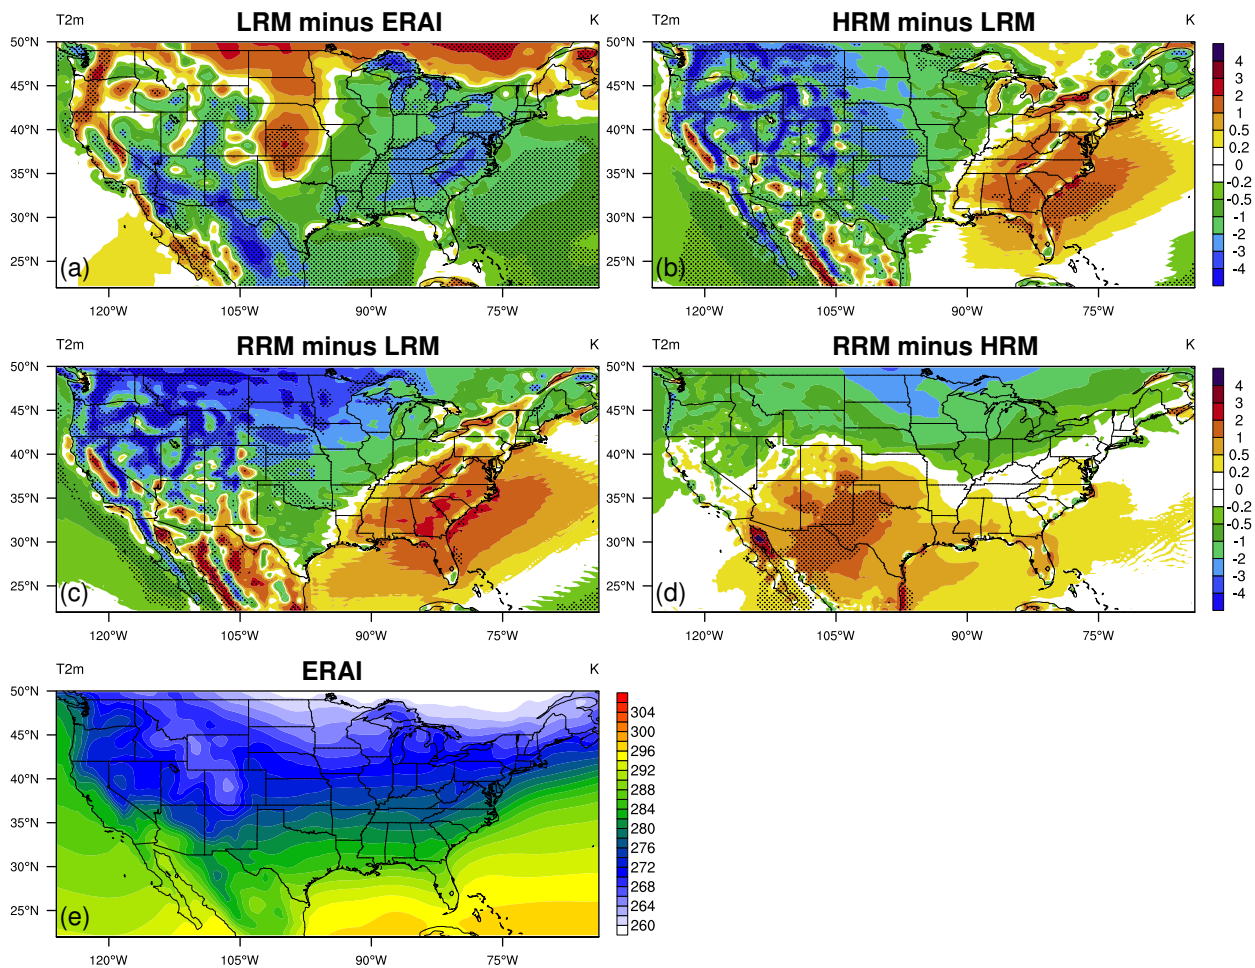 T2m LRM minus ERAI K
50°N
45°N
40°N
35°N
30°N
25°N
(a)
120°W 105°W 90°W 75°W
T2m HRM minus LRM K
50°N
45°N
40°N
35°N
30°N
25°N
(b)
120°W 105°W 90°W 75°W
4
3
2
1
0.5
0.2
0
-0.2
-0.5
-1
-2
-3
-4
T2m RRM minus LRM K
50°N
45°N
40°N
35°N
30°N
25°N
(c)
120°W 105°W 90°W 75°W
T2m RRM minus HRM K
50°N
45°N
40°N
35°N
30°N
25°N
(d)
120°W 105°W 90°W 75°W
4
3
2
1
0.5
0.2
0
-0.2
-0.5
-1
-2
-3
-4
T2m ERAI K
50°N
45°N
40°N
35°N
30°N
25°N
(e)
120°W 105°W 90°W 75°W
304
300
296
292
288
284
280
276
272
268
264
260